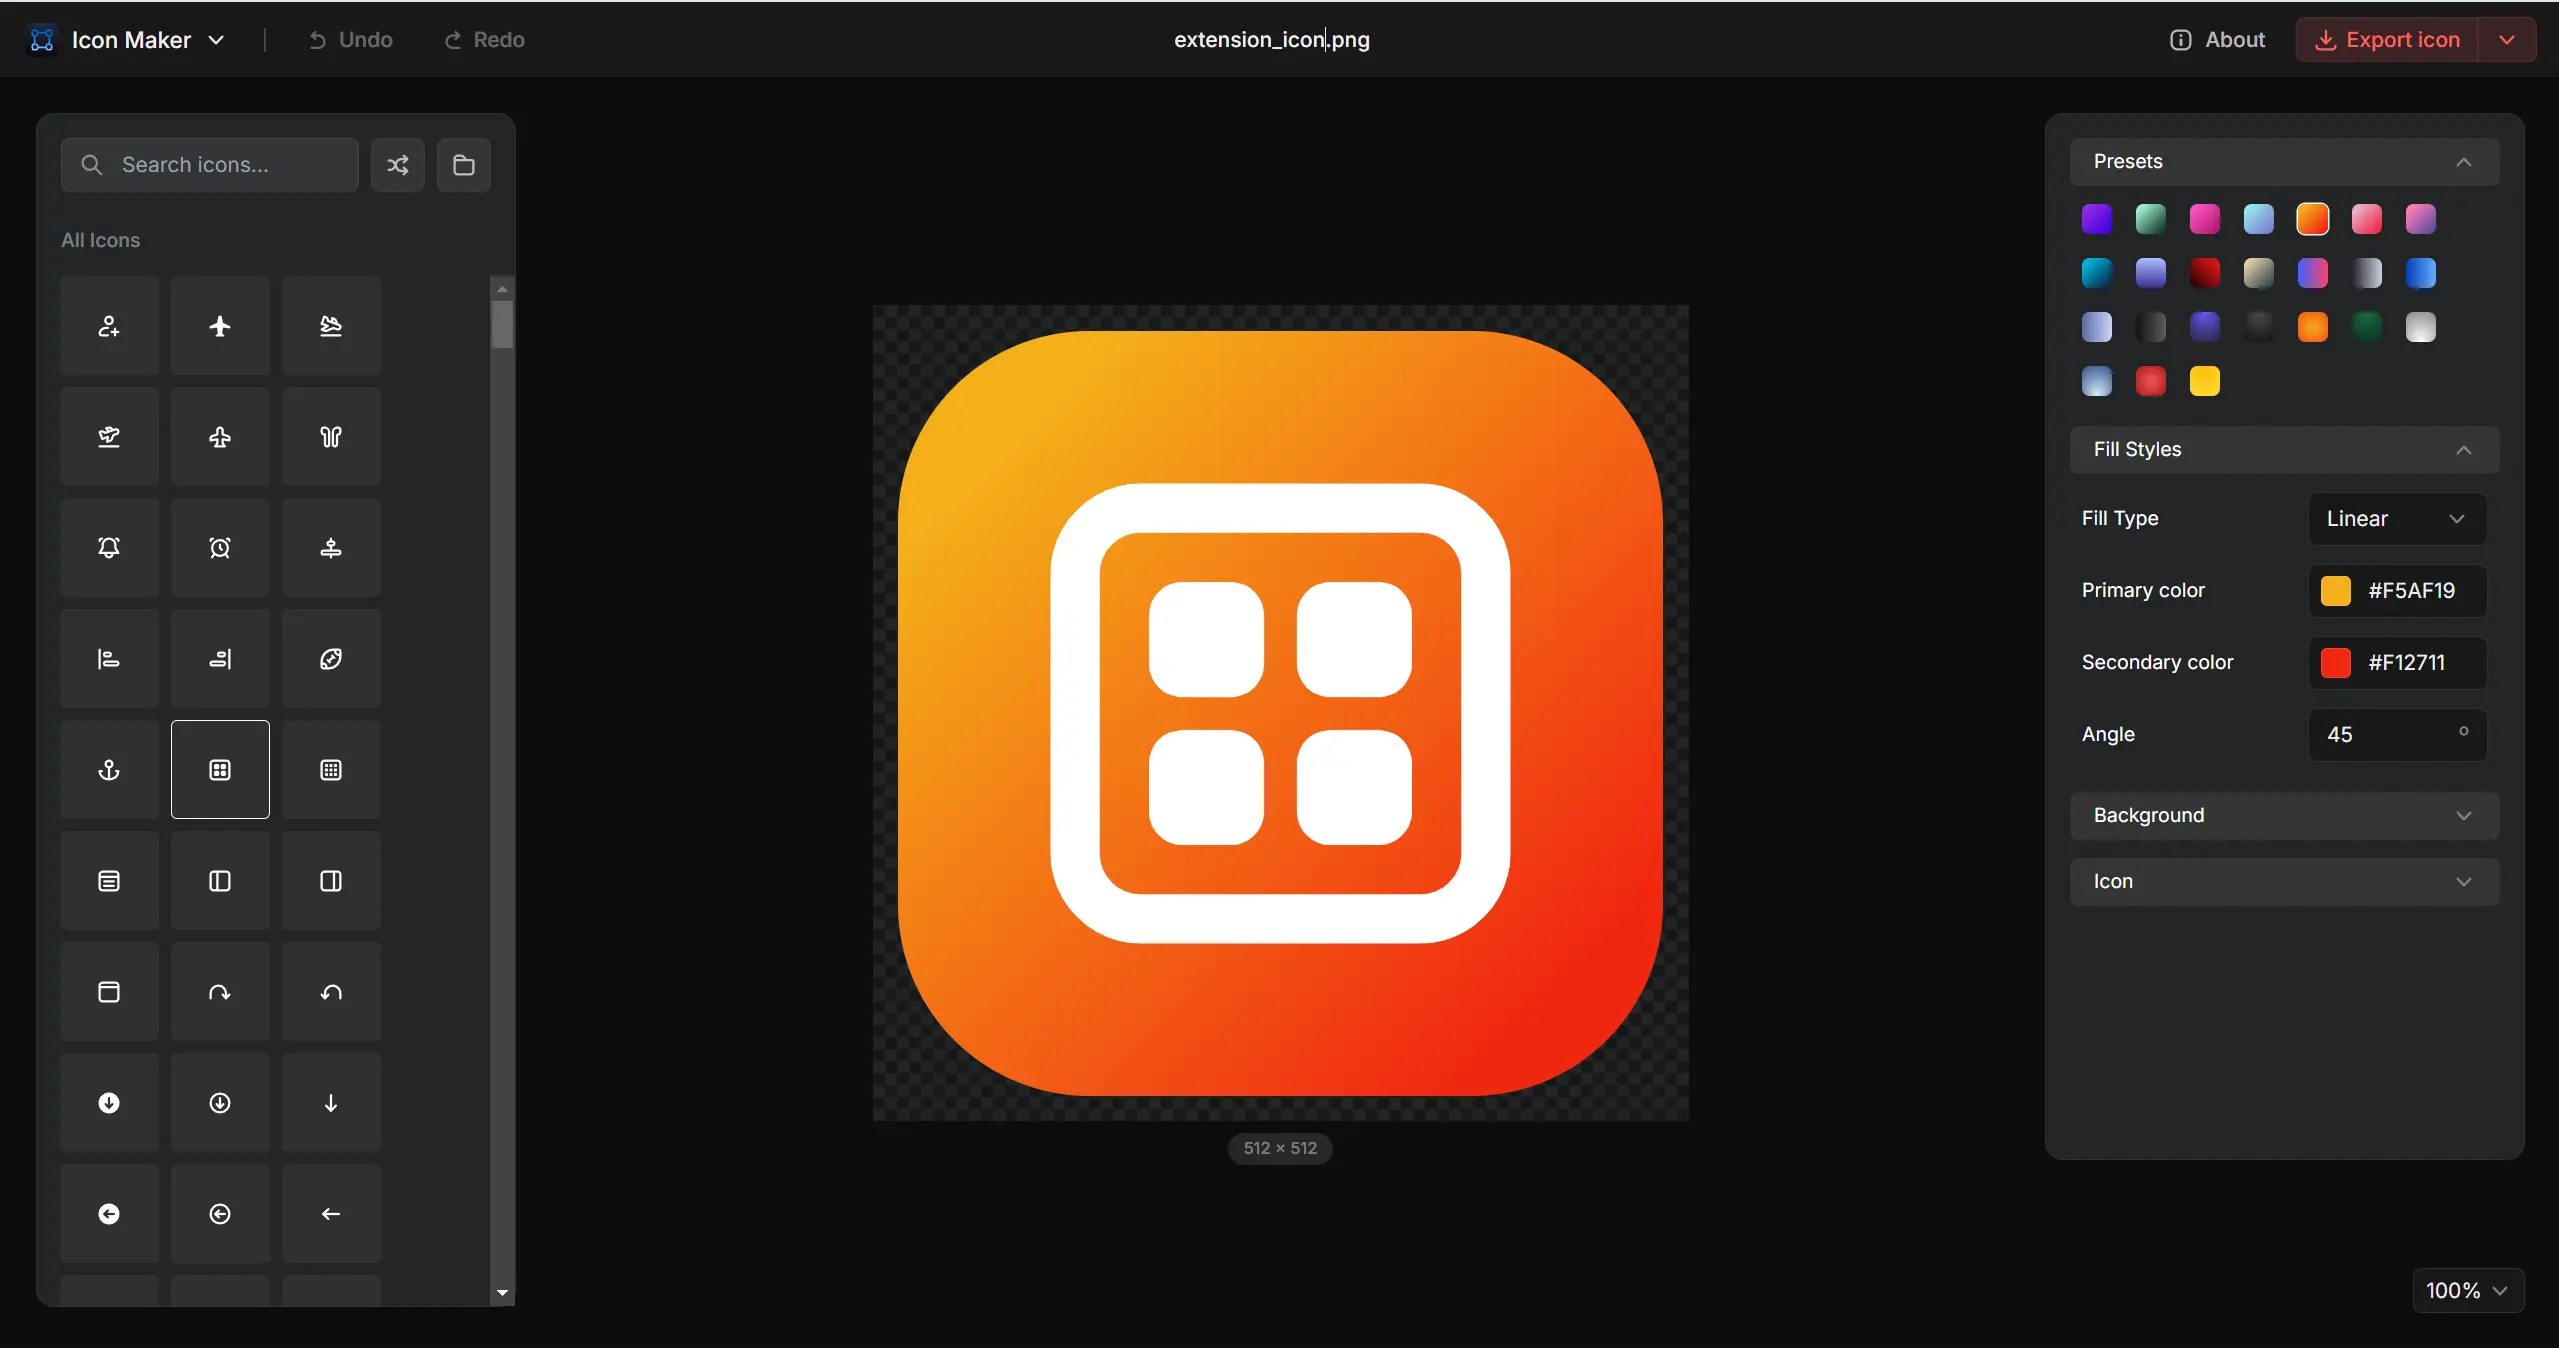 Icon Maker
Undo
Redo
extension_icon.png
About
Export icon
Search icons...
All Icons
512 × 512
Presets
Fill Styles
Fill Type
Linear
Primary color
#F5AF19
Secondary color
#F12711
Angle
45 °
Background
Icon
100%